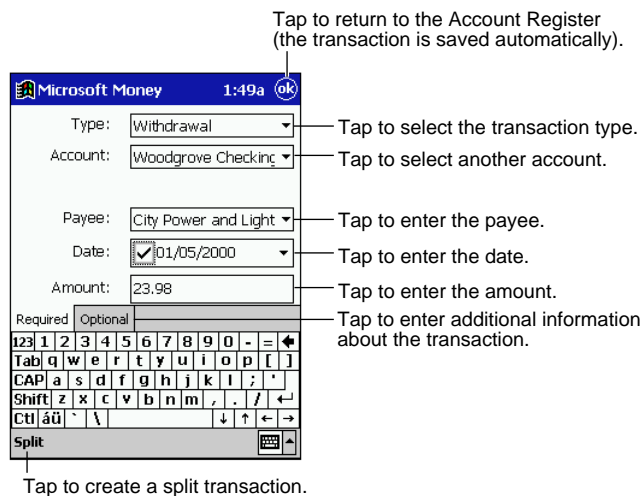 Tap to return to the Account Register
(the transaction is saved automatically).
Microsoft Money 1:49a ok
Type: Withdrawal
Tap to select the transaction type.
Account: Woodgrove Checking
Tap to select another account.
Payee: City Power and Light
Tap to enter the payee.
Date: 01/05/2000
Tap to enter the date.
Amount: 23.98
Tap to enter the amount.
Required Optional
Tap to enter additional information
about the transaction.
123 1 2 3 4 5 6 7 8 9 0 - =
Tab q w e r t y u i o p [ ]
CAP a s d f g h j k l ; '
Shift z x c v b n m , . /
Ctl áü ` \
Split
Tap to create a split transaction.